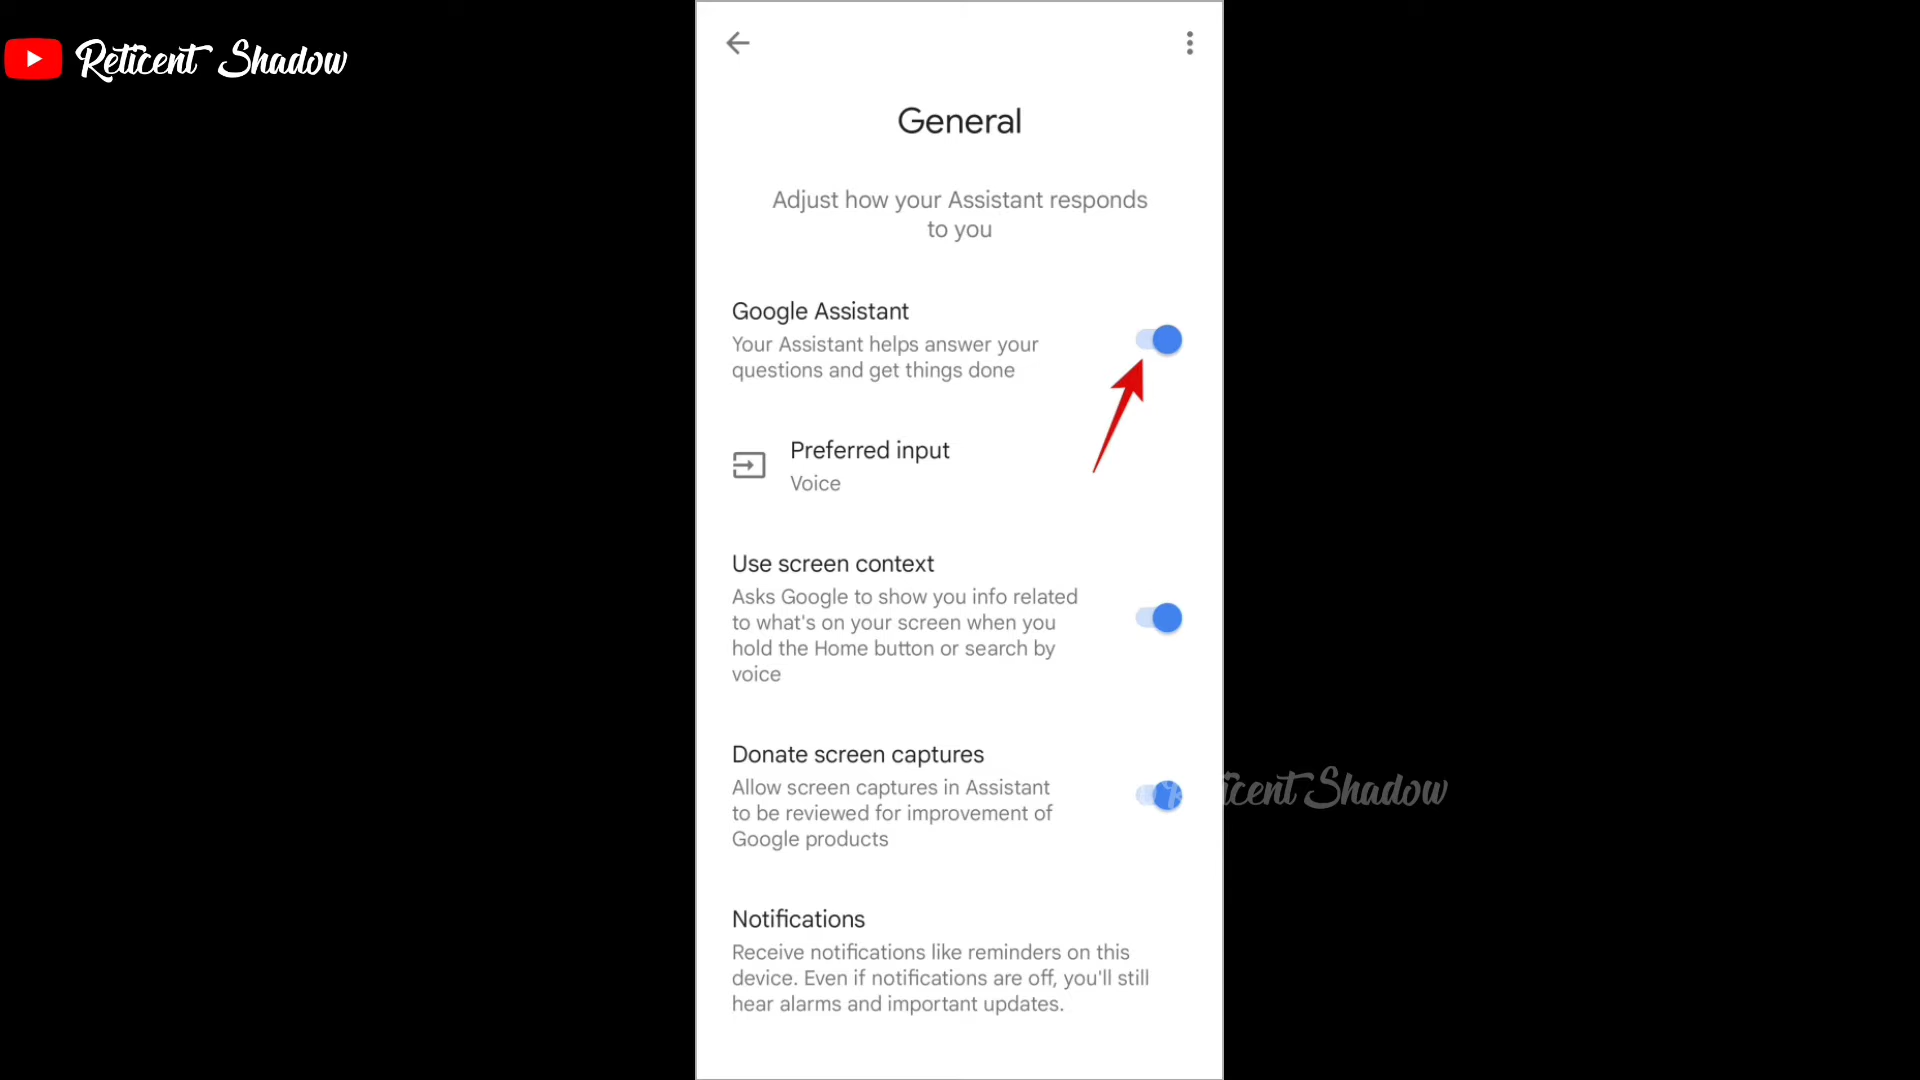 Reticent Shadow
General
Adjust how your Assistant responds
to you
Google Assistant
Your Assistant helps answer your
questions and get things done
Preferred input
Voice
Use screen context
Asks Google to show you info related
to what's on your screen when you
hold the Home button or search by
voice
Donate screen captures
Allow screen captures in Assistant
to be reviewed for improvement of
Google products
Reticent Shadow
Notifications
Receive notifications like reminders on this
device. Even if notifications are off, you'll still
hear alarms and important updates.